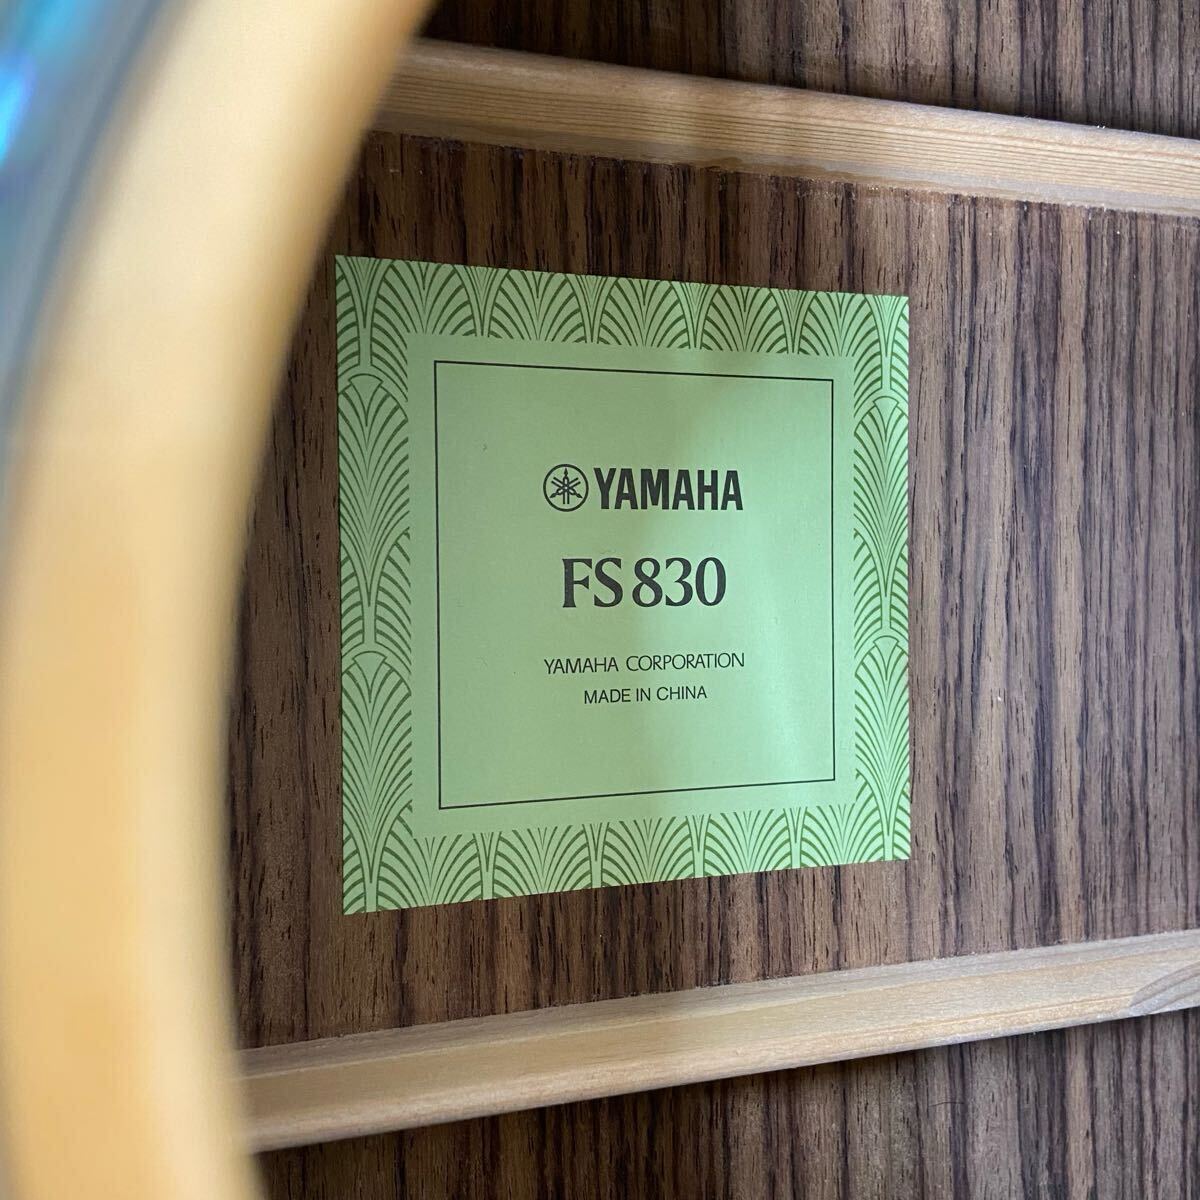 YAMAHA
FS830
YAMAHA CORPORATION
MADE IN CHINA